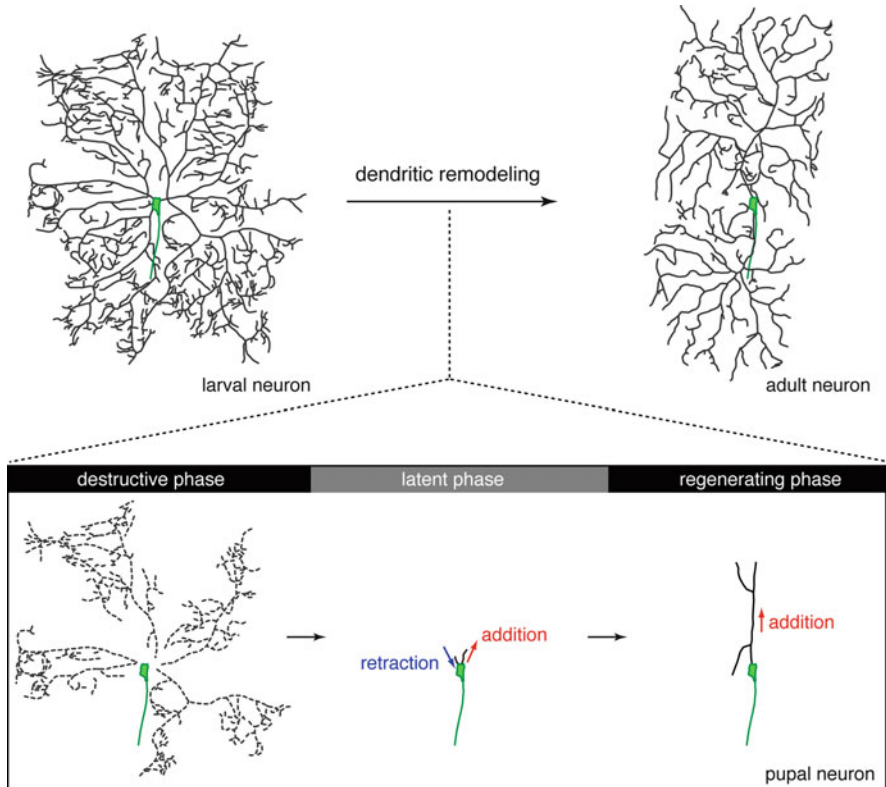 dendritic remodeling
larval neuron
adult neuron
destructive phase
latent phase
regenerating phase
addition
retraction
addition
pupal neuron